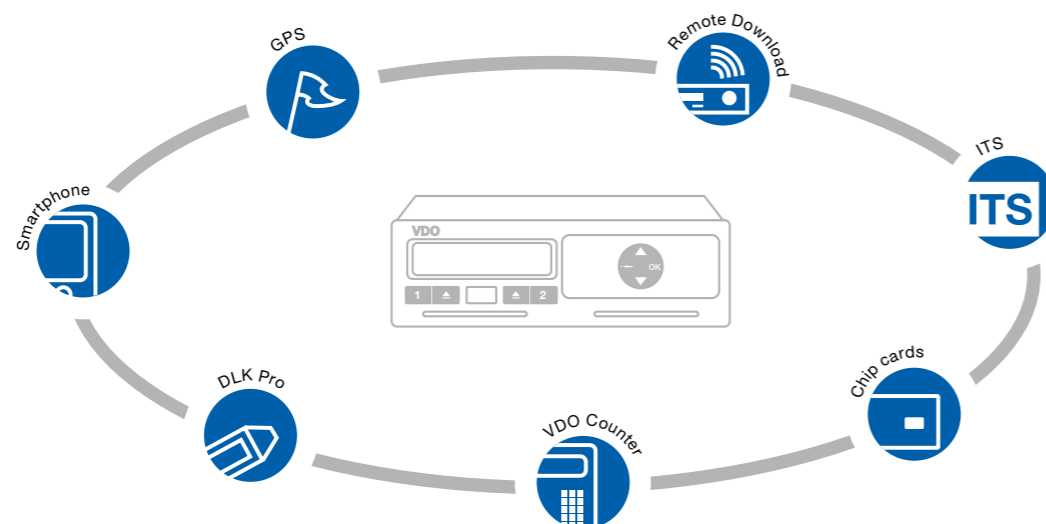 GPS
Remote Download
ITS
ITS
Smartphone
VDO
OK
1
2
DLK Pro
VDO Counter
Chip cards